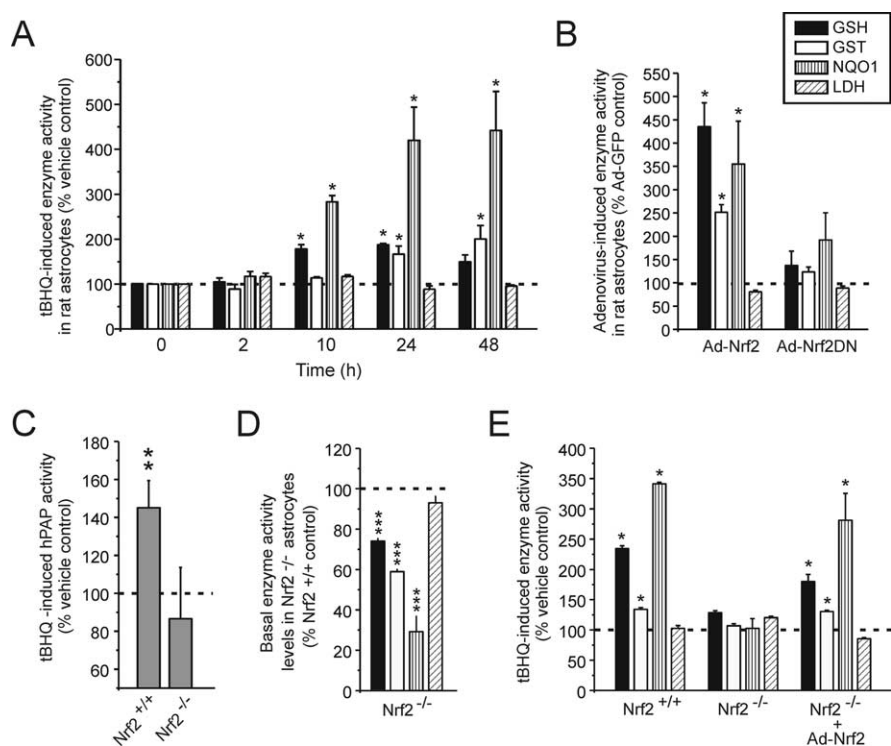 A
tBHQ-induced enzyme activity
in rat astrocytes (% vehicle control)
600
500
400
300
200
100
0
*
*
*
*
*
*
*
0
2
10
24
48
Time (h)
B
GSH
GST
NQO1
LDH
Adenovirus-induced enzyme activity
in rat astrocytes (% Ad-GFP control)
550
500
450
400
350
300
250
200
150
100
50
0
*
*
*
Ad-Nrf2
Ad-Nrf2DN
C
tBHQ -induced hPAP activity
(% vehicle control)
180
160
140
120
100
80
60
**
Nrf2 +/+
Nrf2 -/-
D
Basal enzyme activity
levels in Nrf2 -/- astrocytes
(% Nrf2 +/+ control)
120
100
80
60
40
20
0
***
***
***
Nrf2 -/-
E
tBHQ-induced enzyme activity
(% vehicle control)
400
350
300
250
200
150
100
50
0
*
*
*
*
*
*
Nrf2 +/+
Nrf2 -/-
Nrf2 -/-
+
Ad-Nrf2